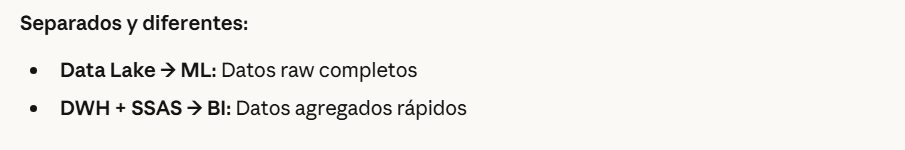 Separados y diferentes:
• Data Lake → ML: Datos raw completos
• DWH + SSAS → BI: Datos agregados rápidos